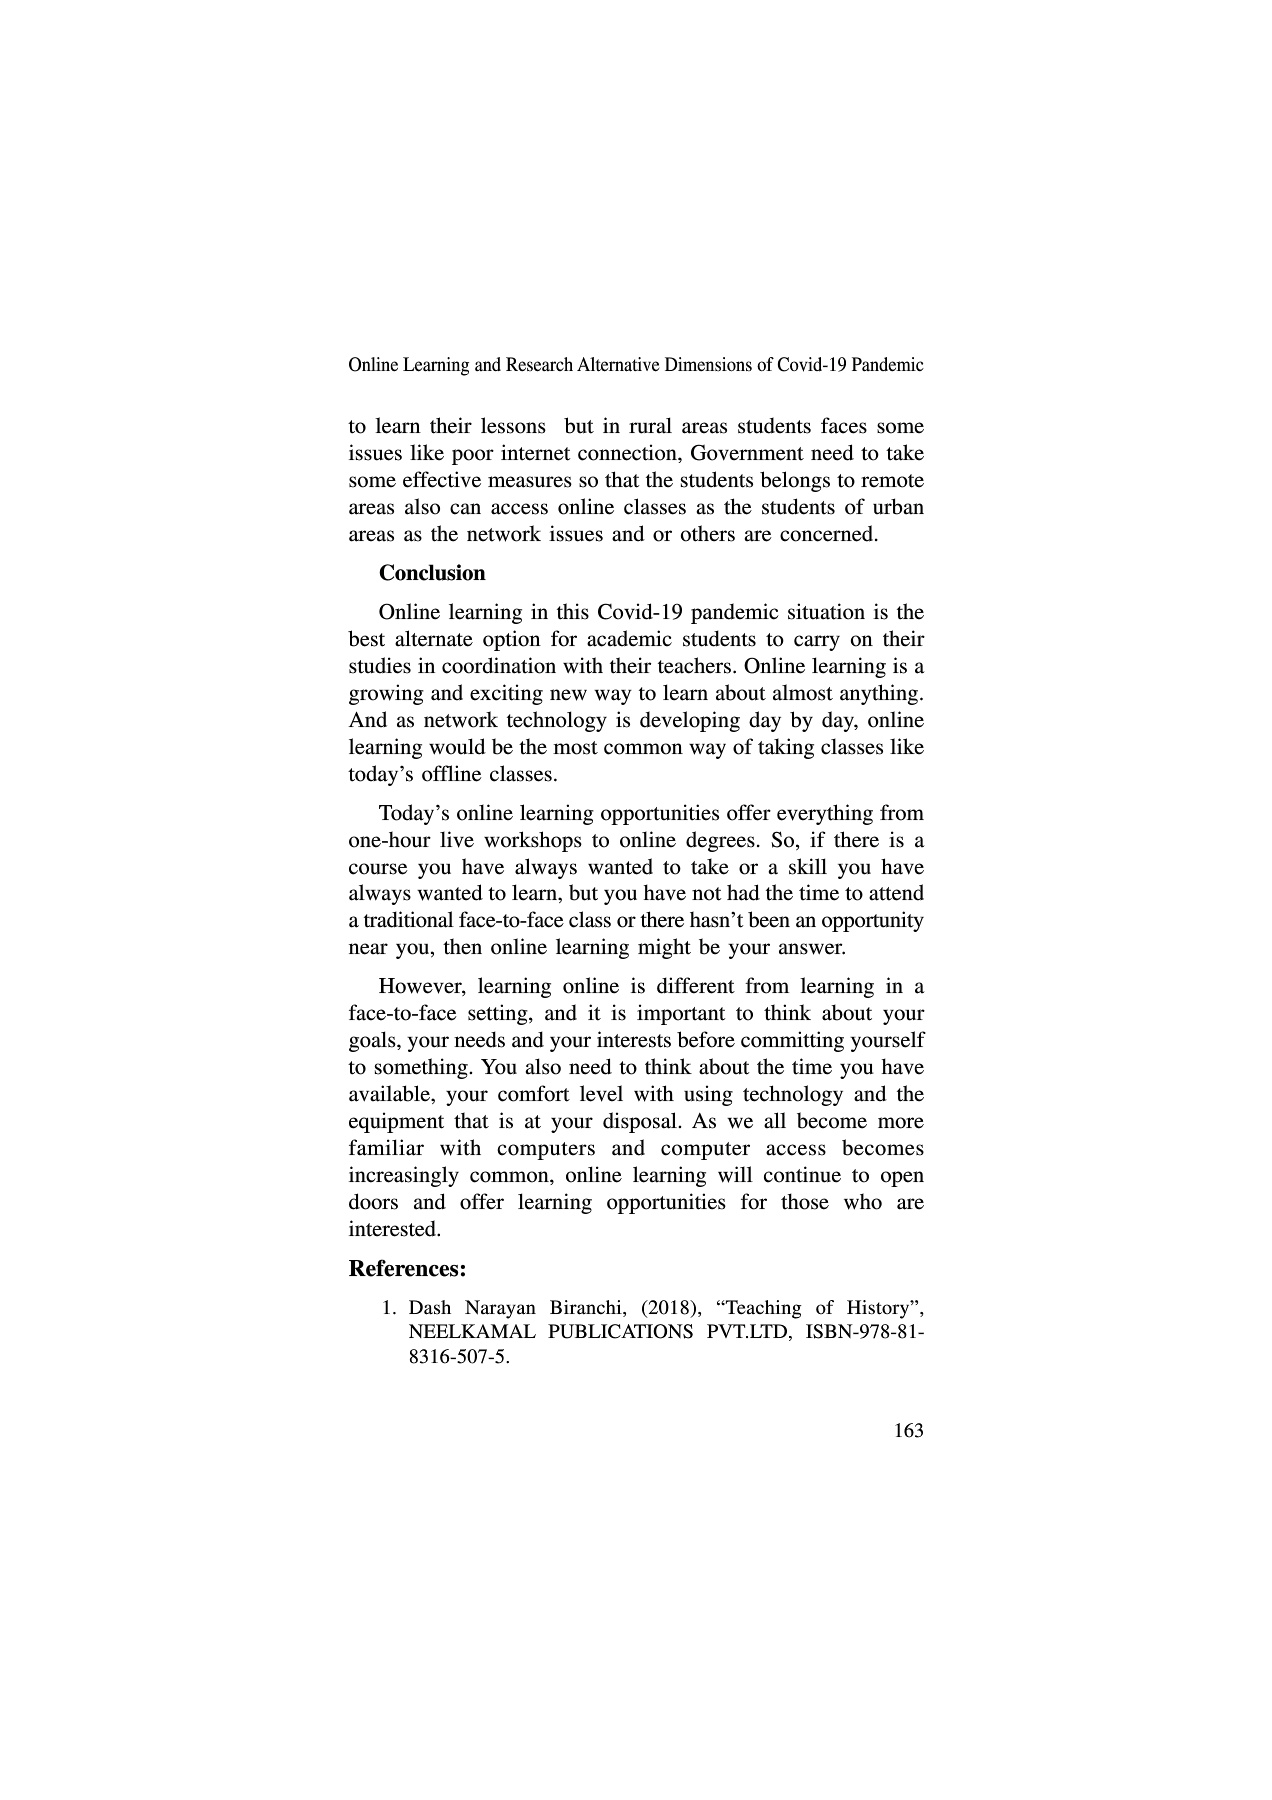 Online Learning and Research Alternative Dimensions of Covid-19 Pandemic
to learn their lessons  but in rural areas students faces some
issues like poor internet connection, Government need to take
some effective measures so that the students belongs to remote
areas also can access online classes as the students of urban
areas as the network issues and or others are concerned.
Conclusion
Online learning in this Covid-19 pandemic situation is the
best alternate option for academic students to carry on their
studies in coordination with their teachers. Online learning is a
growing and exciting new way to learn about almost anything.
And as network technology is developing day by day, online
learning would be the most common way of taking classes like
today’s offline classes.
Today’s online learning opportunities offer everything from
one-hour live workshops to online degrees. So, if there is a
course you have always wanted to take or a skill you have
always wanted to learn, but you have not had the time to attend
a traditional face-to-face class or there hasn’t been an opportunity
near you, then online learning might be your answer.
However, learning online is different from learning in a
face-to-face setting, and it is important to think about your
goals, your needs and your interests before committing yourself
to something. You also need to think about the time you have
available, your comfort level with using technology and the
equipment that is at your disposal. As we all become more
familiar with computers and computer access becomes
increasingly common, online learning will continue to open
doors and offer learning opportunities for those who are
interested.
References:
1. Dash Narayan Biranchi, (2018), “Teaching of History”,
NEELKAMAL PUBLICATIONS PVT.LTD, ISBN-978-81-
8316-507-5.
163